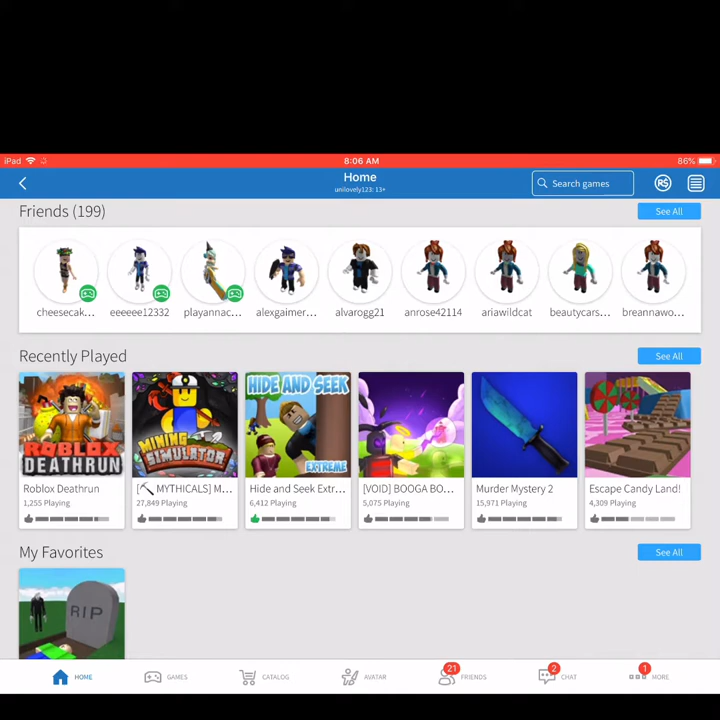 iPad 8:06 AM 86%
Home
unilovely123: 13+
Search games
R$
Friends (199) See All
cheesecak... eeeeee12332 playannac... alexgaimer... alvarogg21 anrose42114 ariawildcat beautycars... breannawo...
Recently Played See All
ROBLOX DEATHRUN
MINING SIMULATOR!
HIDE AND SEEK
EXTREME
Roblox Deathrun [⛏ MYTHICALS] M... Hide and Seek Extr... [VOID] BOOGA BO... Murder Mystery 2 Escape Candy Land!
1,255 Playing 27,849 Playing 6,412 Playing 5,075 Playing 15,971 Playing 4,309 Playing
My Favorites See All
RIP
21 2 1
HOME GAMES CATALOG AVATAR FRIENDS CHAT MORE